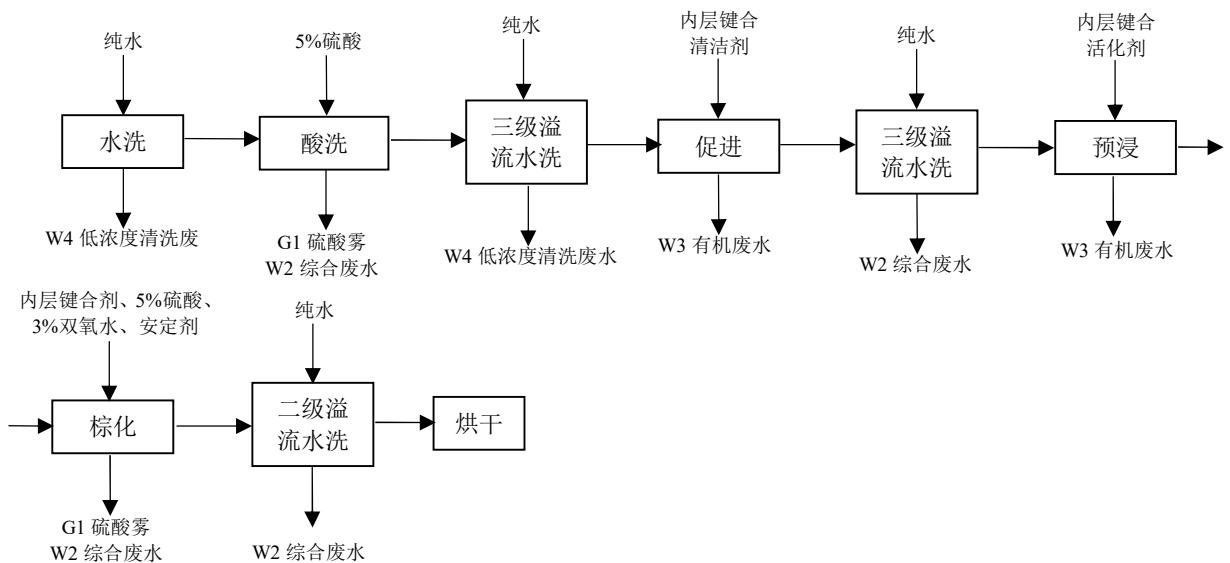 纯水
5%硫酸
纯水
内层键合
清洁剂
纯水
内层键合
活化剂
水洗
酸洗
三级溢
流水洗
促进
三级溢
流水洗
预浸
W4 低浓度清洗废
G1 硫酸雾
W2 综合废水
W4 低浓度清洗废水
W3 有机废水
W2 综合废水
W3 有机废水
内层键合剂、5%硫酸、
3%双氧水、安定剂
纯水
棕化
二级溢
流水洗
烘干
G1 硫酸雾
W2 综合废水
W2 综合废水